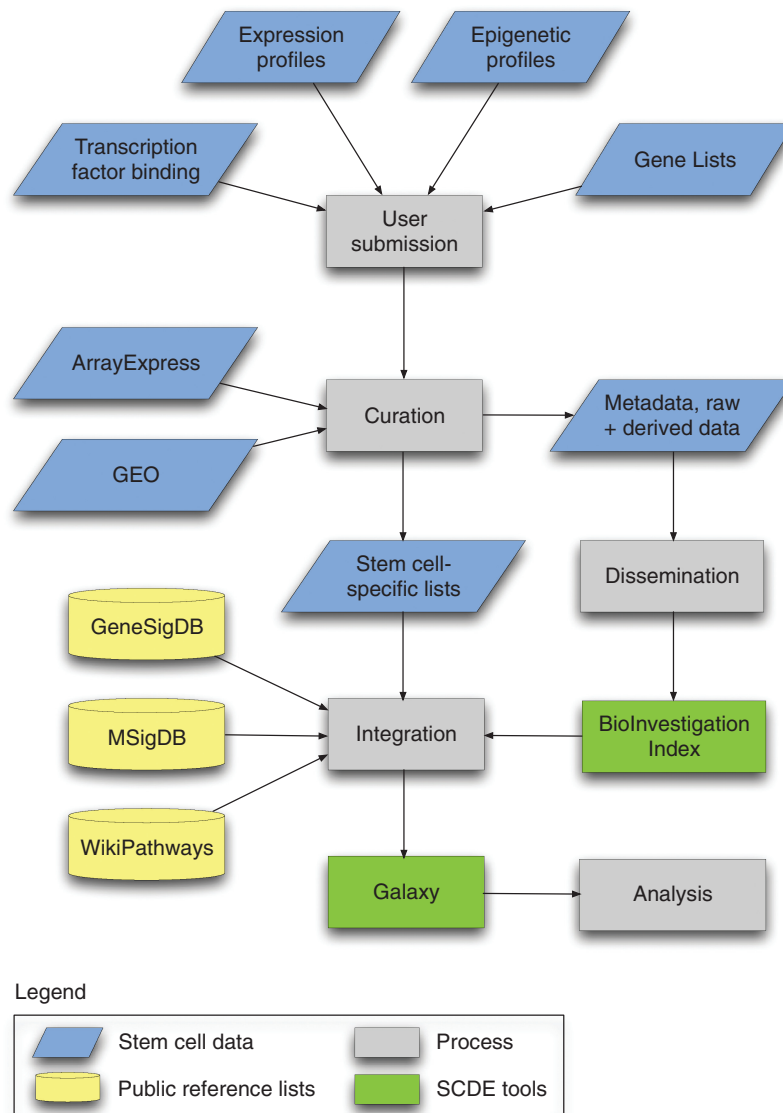 Expression
profiles
Epigenetic
profiles
Transcription
factor binding
Gene Lists
User
submission
ArrayExpress
Curation
Metadata, raw
+ derived data
GEO
Stem cell-
specific lists
Dissemination
GeneSigDB
MSigDB
Integration
BioInvestigation
Index
WikiPathways
Galaxy
Analysis
Legend
Stem cell data
Process
Public reference lists
SCDE tools